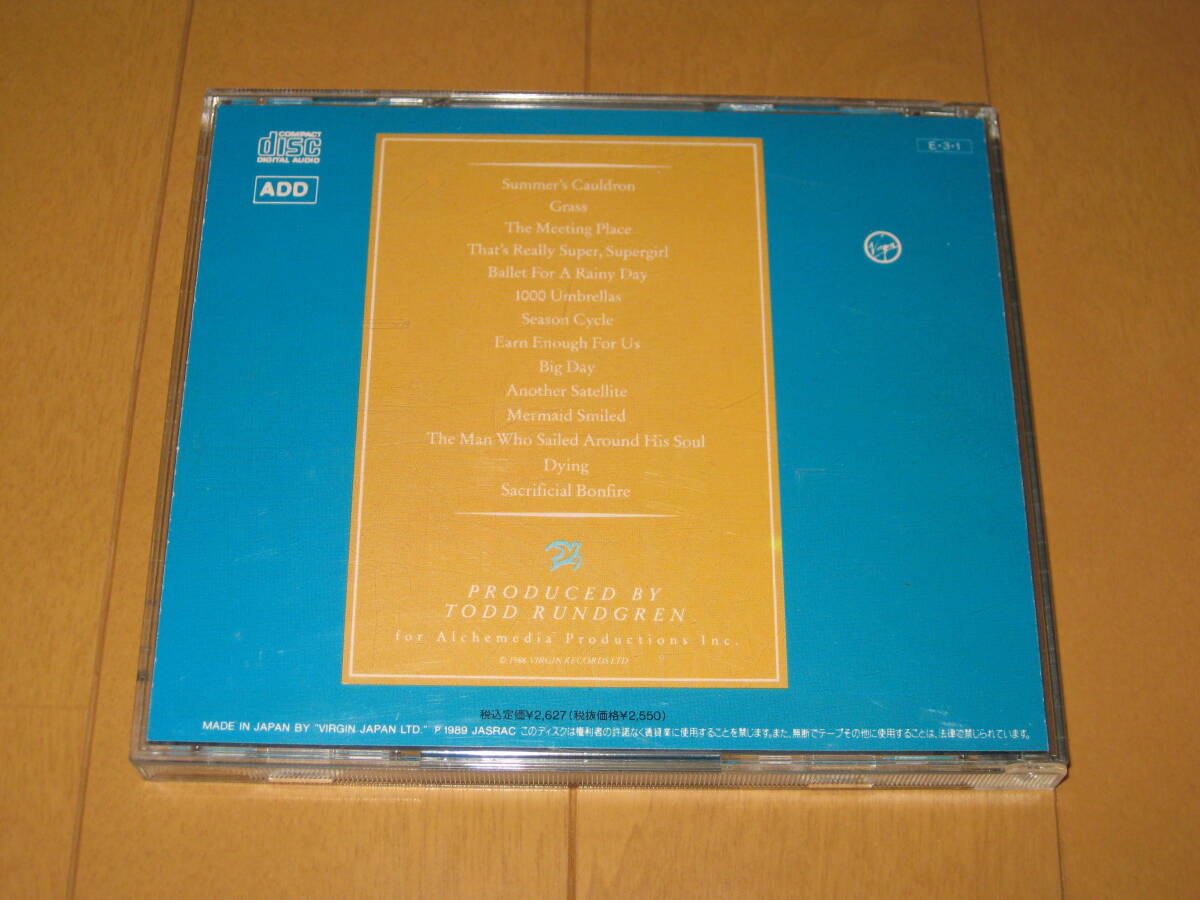 COMPACT
disc
DIGITAL AUDIO
ADD
E·3·1
Virgin
Summer's Cauldron
Grass
The Meeting Place
That's Really Super, Supergirl
Ballet For A Rainy Day
1000 Umbrellas
Season Cycle
Earn Enough For Us
Big Day
Another Satellite
Mermaid Smiled
The Man Who Sailed Around His Soul
Dying
Sacrificial Bonfire
PRODUCED BY
TODD RUNDGREN
for Alchemedia™ Productions Inc.
© 1986 VIRGIN RECORDS LTD
税込定価¥2,627(税抜価格¥2,550)
MADE IN JAPAN BY "VIRGIN JAPAN LTD." P 1989 JASRAC このディスクは権利者の許諾なく賃貸業に使用することを禁じます。また、無断でテープその他に使用することは、法律で禁じられています。